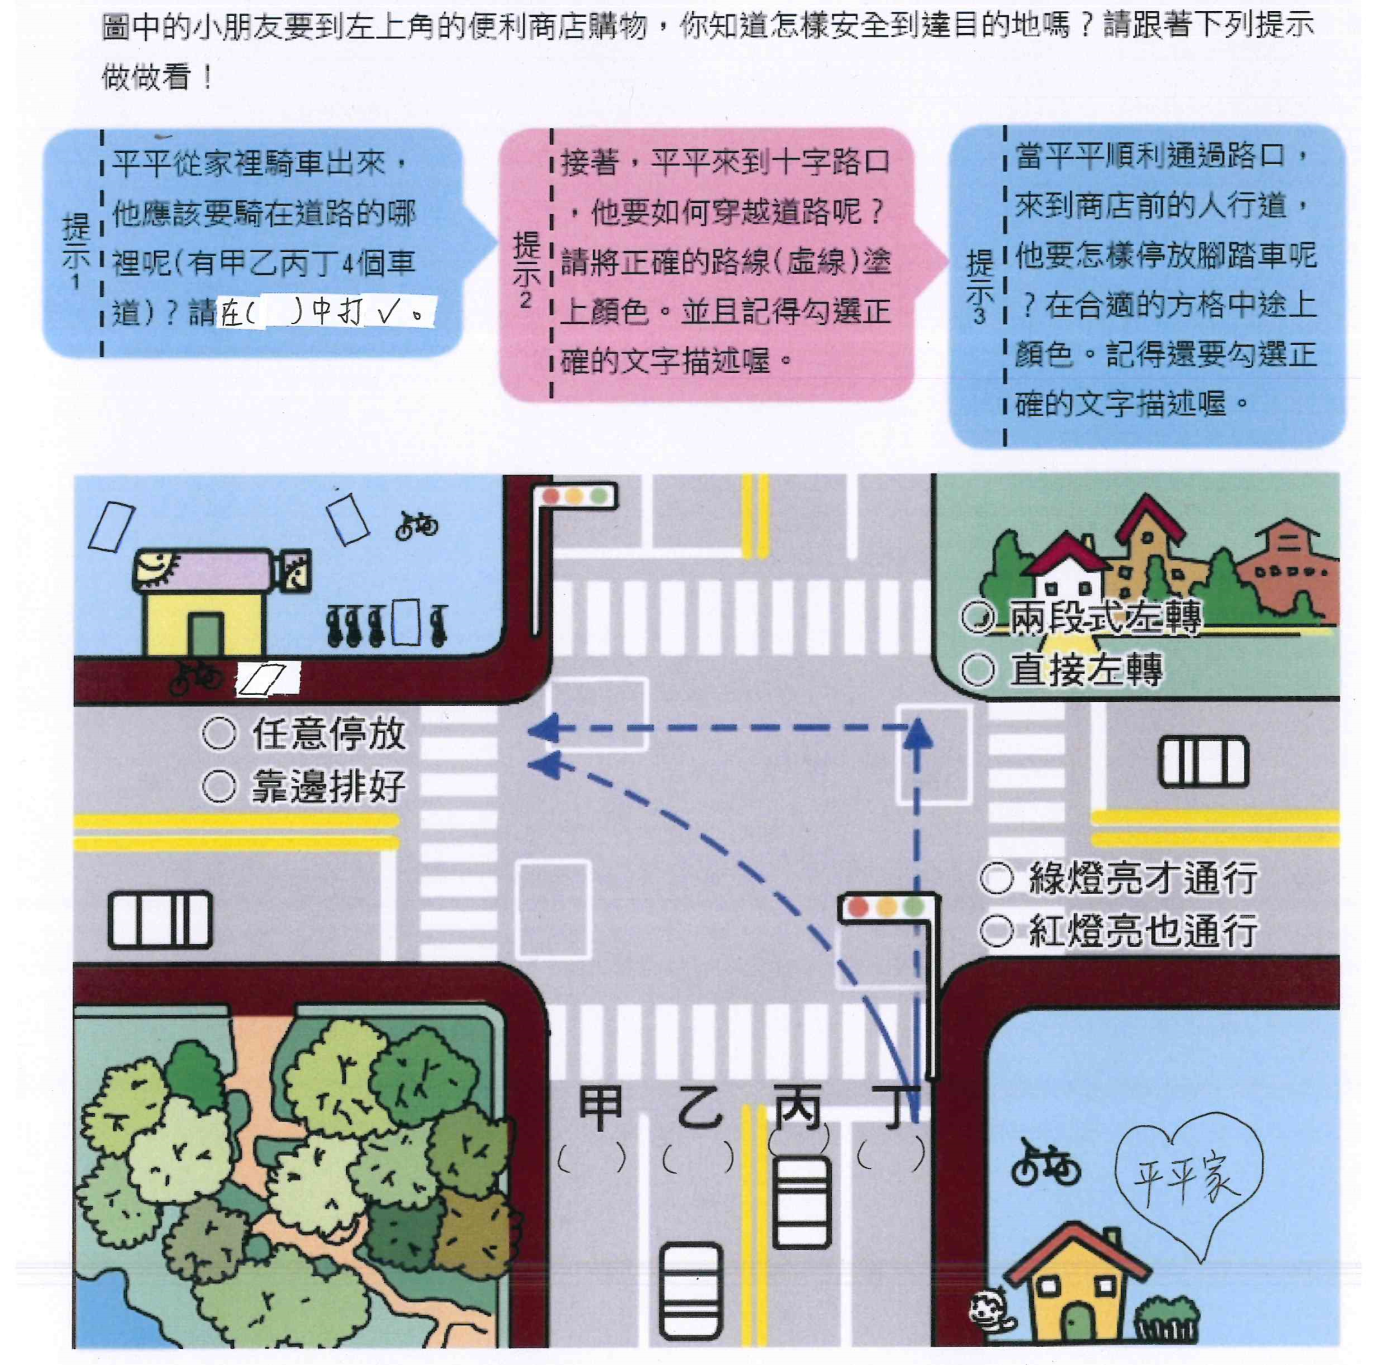 圖中的小朋友要到左上角的便利商店購物，你知道怎樣安全到達目的地嗎？請跟著下列提示
做做看！
提示1
平平從家裡騎車出來，
他應該要騎在道路的哪
裡呢(有甲乙丙丁4個車
道)？請在(　)中打✓。
提示2
接著，平平來到十字路口
，他要如何穿越道路呢？
請將正確的路線(虛線)塗
上顏色。並且記得勾選正
確的文字描述喔。
提示3
當平平順利通過路口，
來到商店前的人行道，
他要怎樣停放腳踏車呢
？在合適的方格中途上
顏色。記得還要勾選正
確的文字描述喔。
○ 兩段式左轉
○ 直接左轉
○ 任意停放
○ 靠邊排好
○ 綠燈亮才通行
○ 紅燈亮也通行
甲 乙 丙 丁
(　) (　) (　) (　)
平平家